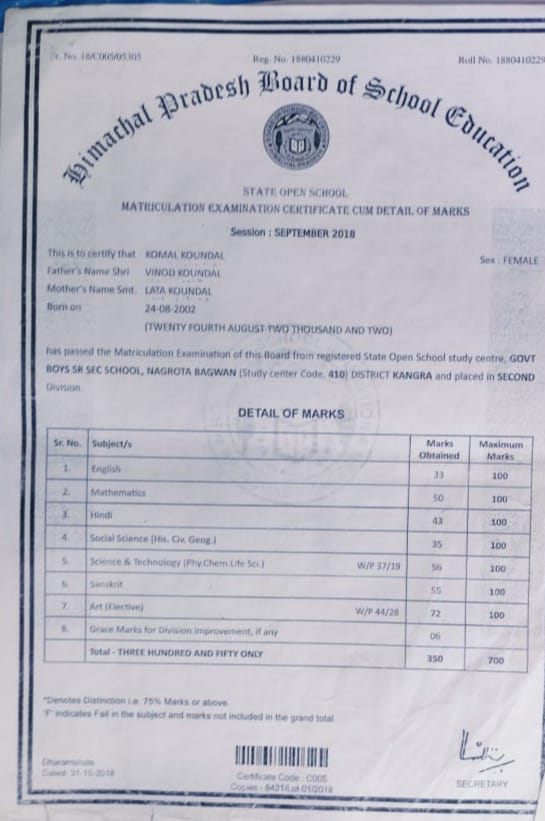 Sr. No. 18/C005/05305 Reg. No. 1880410229 Roll No. 1880410229
Himachal Pradesh Board of School Education
STATE OPEN SCHOOL
MATRICULATION EXAMINATION CERTIFICATE CUM DETAIL OF MARKS
Session : SEPTEMBER 2018
This is to certify that KOMAL KOUNDAL Sex : FEMALE
Father's Name Shri VINOD KOUNDAL
Mother's Name Smt. LATA KOUNDAL
Born on 24-08-2002
(TWENTY FOURTH AUGUST TWO THOUSAND AND TWO)
has passed the Matriculation Examination of this Board from registered State Open School study centre, GOVT
BOYS SR SEC SCHOOL, NAGROTA BAGWAN (Study center Code, 410) DISTRICT KANGRA and placed in SECOND
Division.
DETAIL OF MARKS
Sr. No. Subject/s Marks Obtained Maximum Marks
1. English 33 100
2. Mathematics 50 100
3. Hindi 43 100
4. Social Science (His. Civ. Geog.) 35 100
5. Science & Technology (Phy.Chem.Life Sci.) W/P 37/19 56 100
6. Sanskrit 55 100
7. Art (Elective) W/P 44/28 72 100
8. Grace Marks for Division Improvement, if any 06
Total - THREE HUNDRED AND FIFTY ONLY 350 700
*Denotes Distinction i.e. 75% Marks or above.
'F' indicates Fail in the subject and marks not included in the grand total.
Dharamshala
Dated: 31-10-2018
Certificate Code : C005
Copies - 8421/Lot 01/2018
SECRETARY